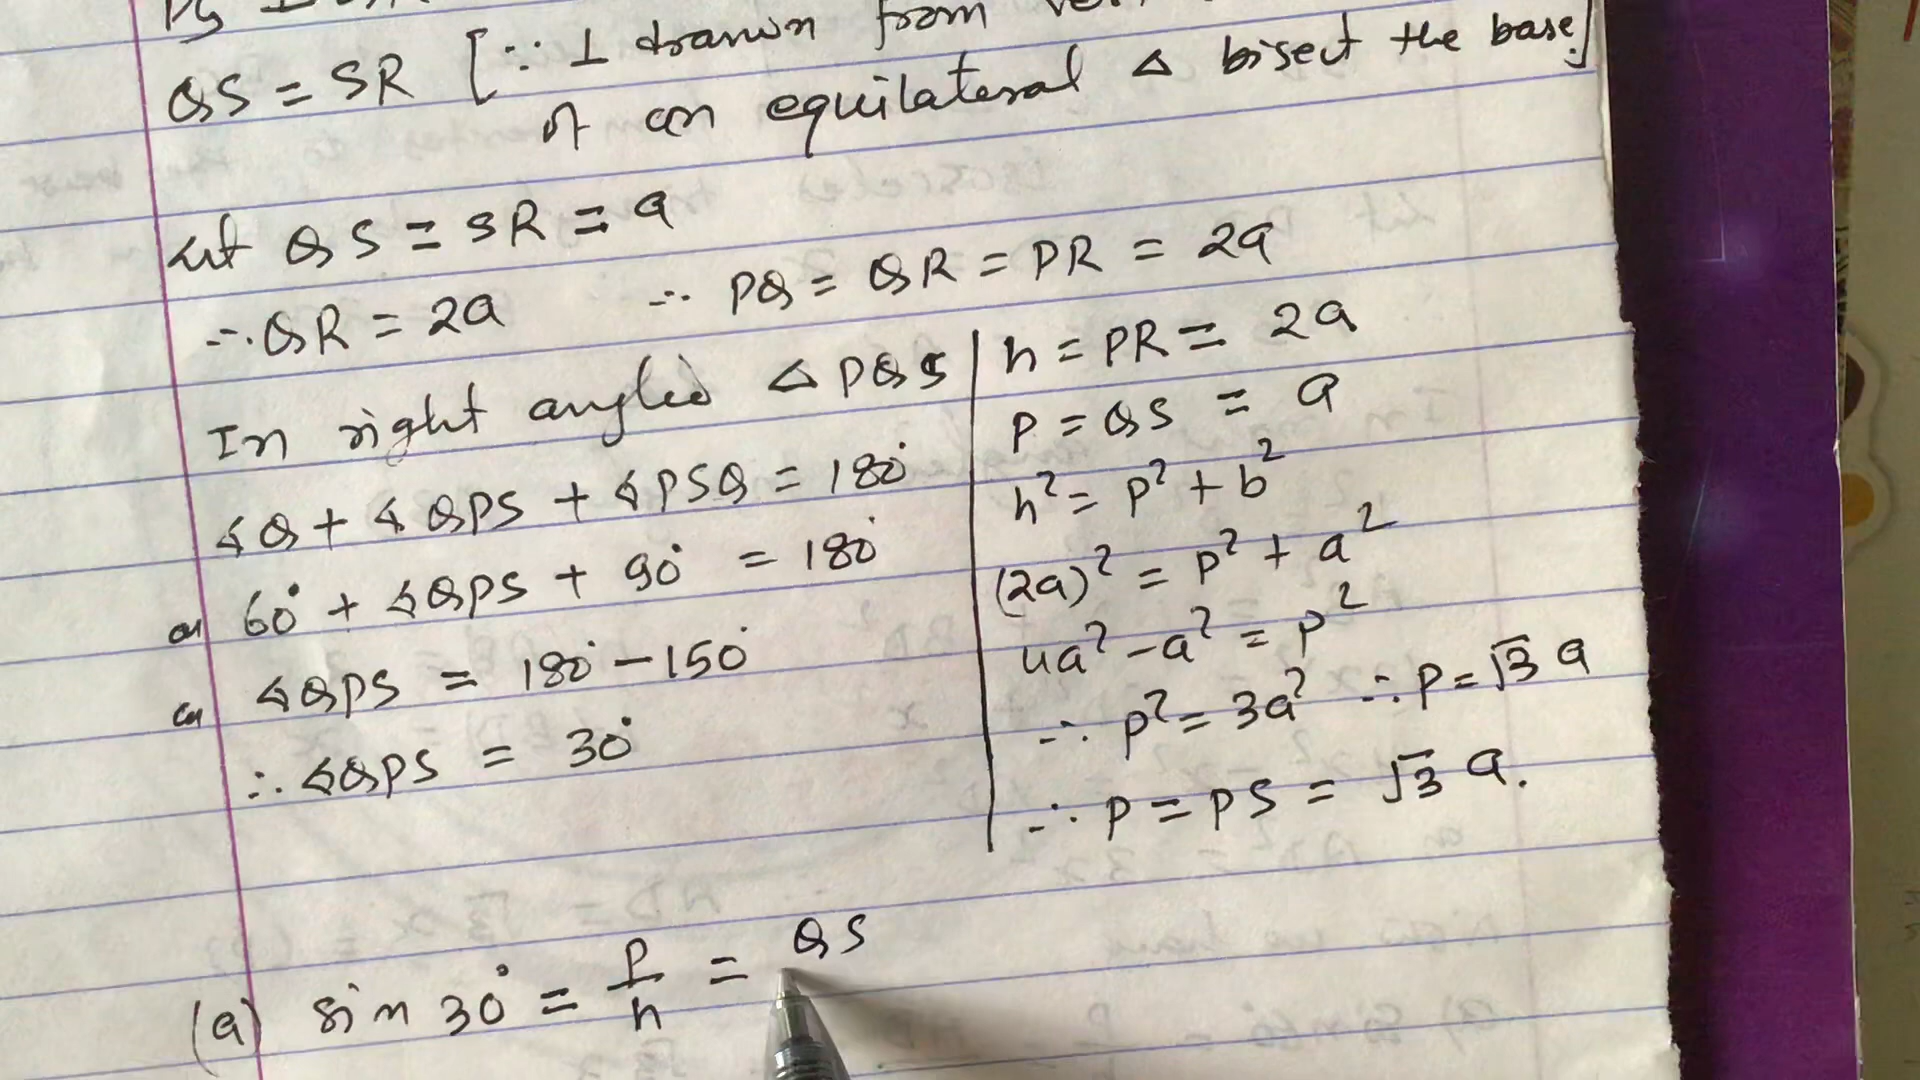 QS = SR [∵ ⊥ drawn from
of an equilateral △ bisect the base]
Let QS = SR = a
∴ QR = 2a ∴ PQ = QR = PR = 2a
In right angled △PQS
∡Q + ∡QPS + ∡PSQ = 180°
or 60° + ∡QPS + 90° = 180°
or ∡QPS = 180° - 150°
∴ ∡QPS = 30°
h = PR = 2a
P = QS = a
h² = p² + b²
(2a)² = p² + a²
4a² - a² = p²
∴ p² = 3a² ∴ P = √3 a
∴ P = PS = √3 a.
(a) sin 30° = P/h = QS